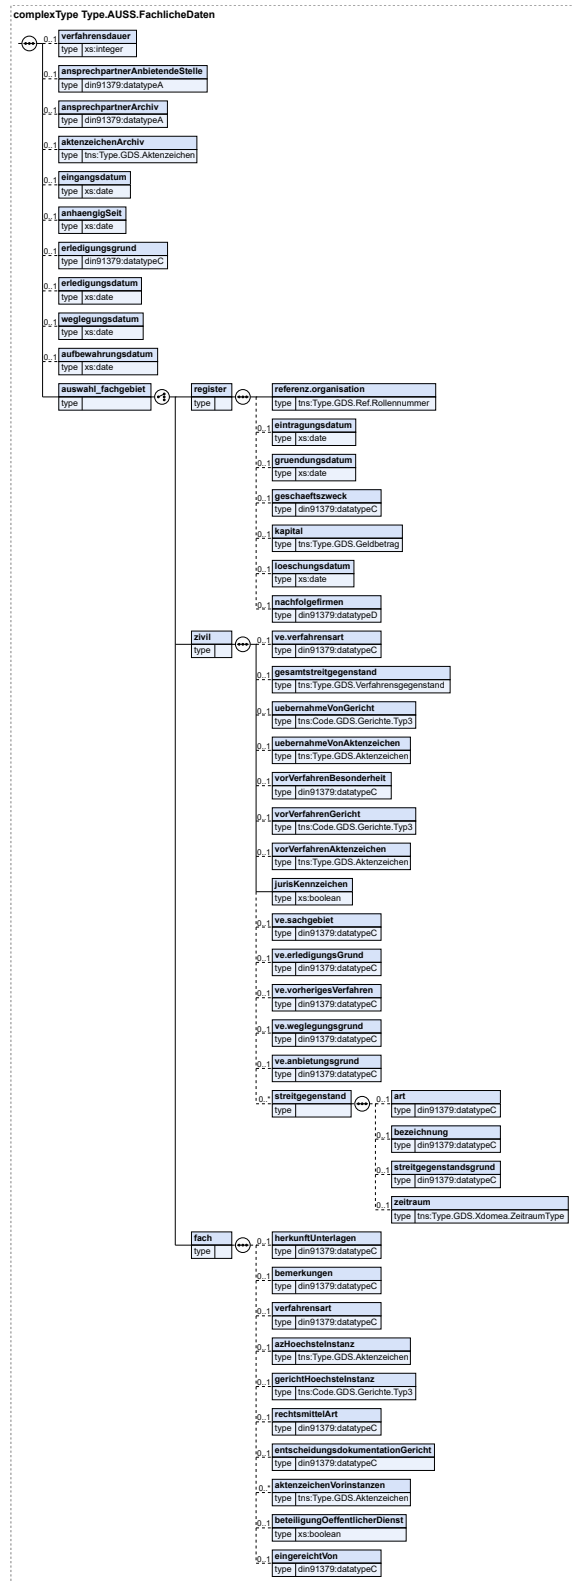 complexType Type.AUSS.FachlicheDaten
0..1 verfahrensdauer
type xs:integer
0..1 ansprechpartnerAnbietendeStelle
type din91379:datatypeA
0..1 ansprechpartnerArchiv
type din91379:datatypeA
0..1 aktenzeichenArchiv
type tns:Type.GDS.Aktenzeichen
0..1 eingangsdatum
type xs:date
0..1 anhaengigSeit
type xs:date
0..1 erledigungsgrund
type din91379:datatypeC
0..1 erledigungsdatum
type xs:date
0..1 weglegungsdatum
type xs:date
0..1 aufbewahrungsdatum
type xs:date
auswahl_fachgebiet
type
register
type
referenz.organisation
type tns:Type.GDS.Ref.Rollennummer
0..1 eintragungsdatum
type xs:date
0..1 gruendungsdatum
type xs:date
0..1 geschaeftszweck
type din91379:datatypeC
0..1 kapital
type tns:Type.GDS.Geldbetrag
0..1 loeschungsdatum
type xs:date
0..1 nachfolgefirmen
type din91379:datatypeD
zivil
type
0..1 ve.verfahrensart
type din91379:datatypeC
0..1 gesamtstreitgegenstand
type tns:Type.GDS.Verfahrensgegenstand
0..1 uebernahmeVonGericht
type tns:Code.GDS.Gerichte.Typ3
0..1 uebernahmeVonAktenzeichen
type tns:Type.GDS.Aktenzeichen
0..1 vorVerfahrenBesonderheit
type din91379:datatypeC
0..1 vorVerfahrenGericht
type tns:Code.GDS.Gerichte.Typ3
0..1 vorVerfahrenAktenzeichen
type tns:Type.GDS.Aktenzeichen
jurisKennzeichen
type xs:boolean
0..1 ve.sachgebiet
type din91379:datatypeC
0..1 ve.erledigungsGrund
type din91379:datatypeC
0..1 ve.vorherigesVerfahren
type din91379:datatypeC
0..1 ve.weglegungsgrund
type din91379:datatypeC
0..1 ve.anbietungsgrund
type din91379:datatypeC
0..* streitgegenstand
type
0..1 art
type din91379:datatypeC
0..1 bezeichnung
type din91379:datatypeC
0..1 streitgegenstandsgrund
type din91379:datatypeC
0..1 zeitraum
type tns:Type.GDS.Xdomea.ZeitraumType
fach
type
0..1 herkunftUnterlagen
type din91379:datatypeC
0..1 bemerkungen
type din91379:datatypeC
0..1 verfahrensart
type din91379:datatypeC
0..1 azHoechsteInstanz
type tns:Type.GDS.Aktenzeichen
0..1 gerichtHoechsteInstanz
type tns:Code.GDS.Gerichte.Typ3
0..1 rechtsmittelArt
type din91379:datatypeC
0..1 entscheidungsdokumentationGericht
type din91379:datatypeC
0..* aktenzeichenVorinstanzen
type tns:Type.GDS.Aktenzeichen
0..1 beteiligungOeffentlicherDienst
type xs:boolean
0..1 eingereichtVon
type din91379:datatypeC